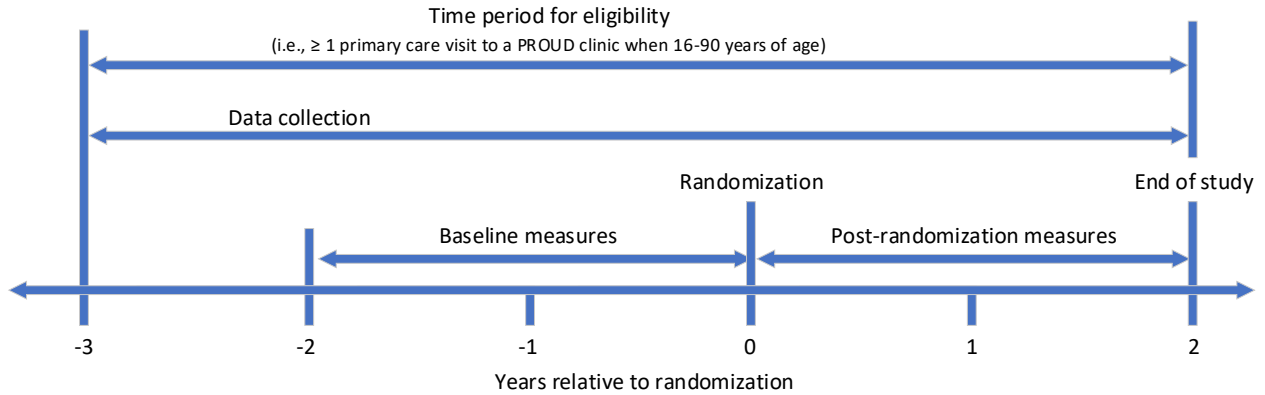 Time period for eligibility
(i.e., ≥ 1 primary care visit to a PROUD clinic when 16-90 years of age)
Data collection
Randomization
End of study
Baseline measures
Post-randomization measures
-3
-2
-1
0
1
2
Years relative to randomization